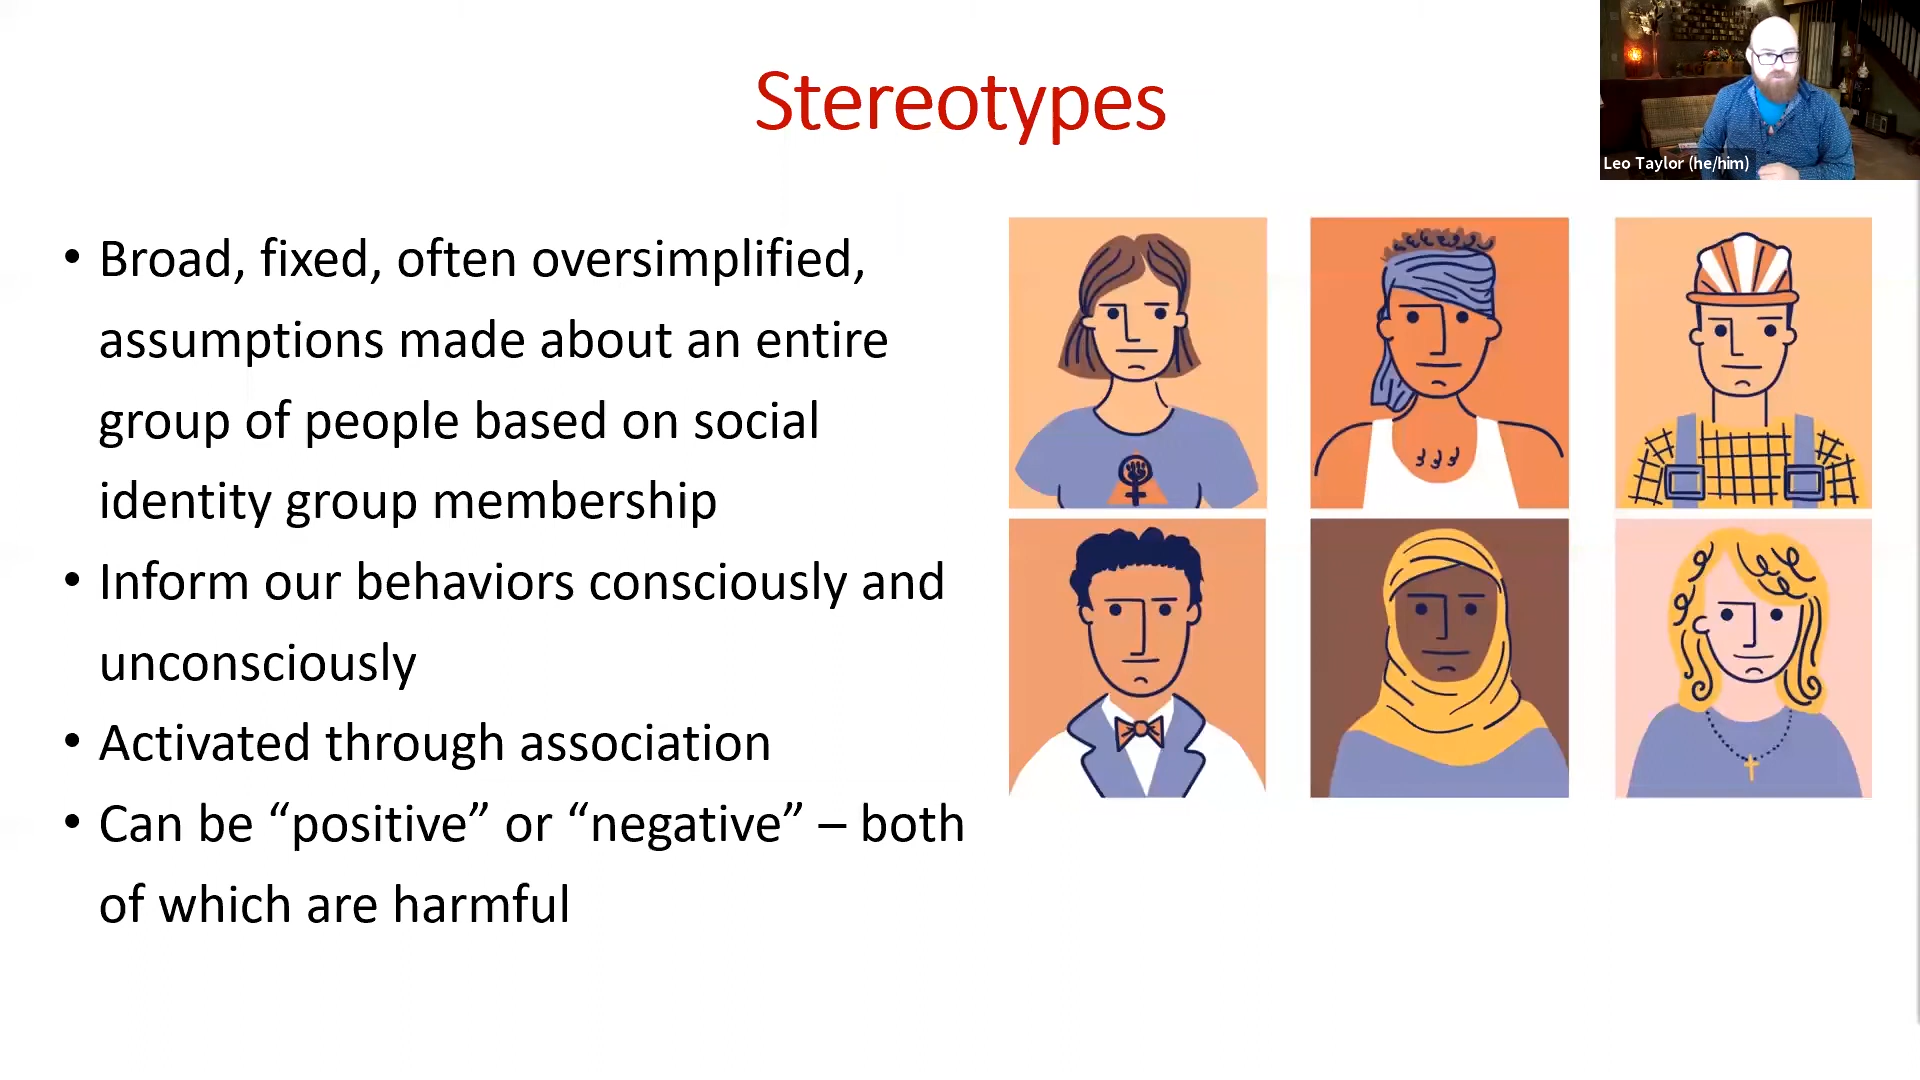 Stereotypes
Leo Taylor (he/him)
• Broad, fixed, often oversimplified,
assumptions made about an entire
group of people based on social
identity group membership
• Inform our behaviors consciously and
unconsciously
• Activated through association
• Can be “positive” or “negative” – both
of which are harmful